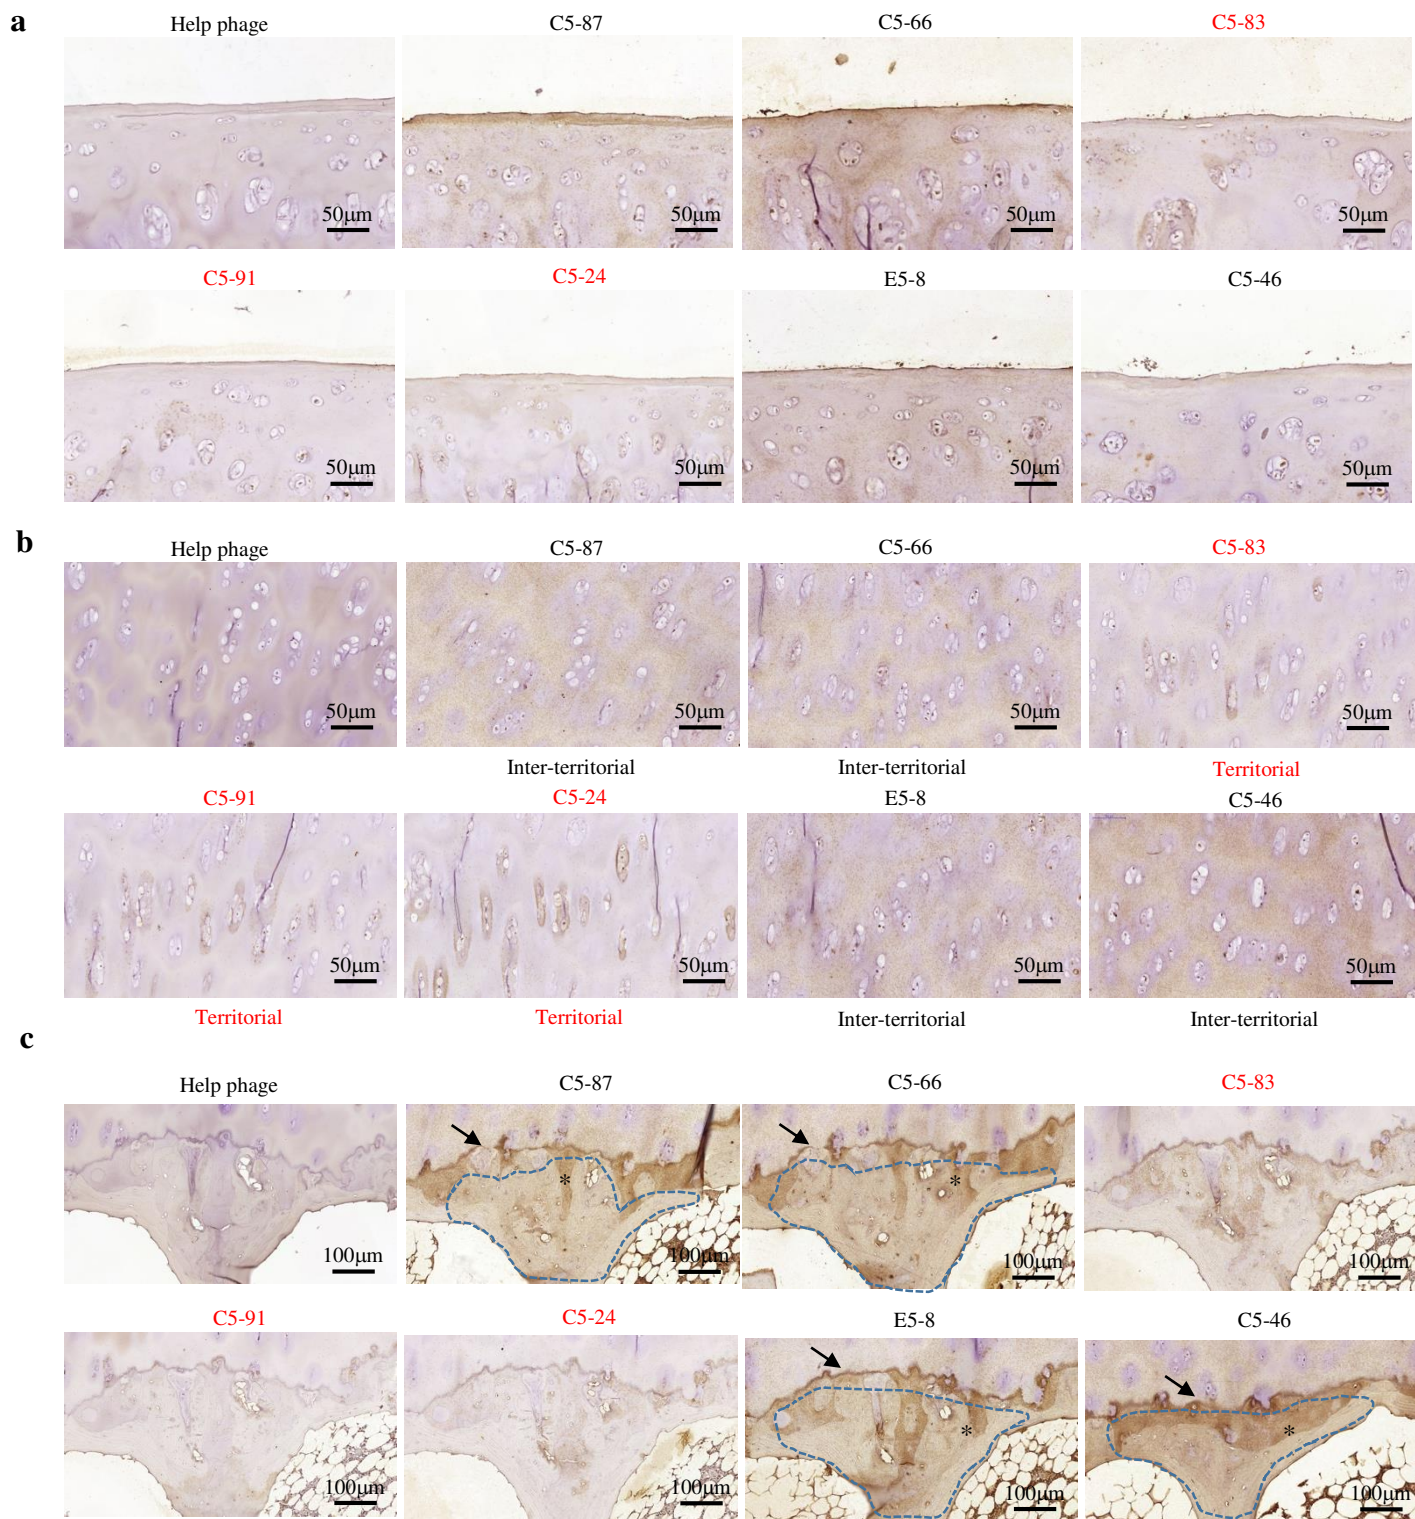 a
Help phage
C5-87
C5-66
C5-83
50µm
50µm
50µm
50µm
C5-91
C5-24
E5-8
C5-46
50µm
50µm
50µm
50µm
b
Help phage
C5-87
C5-66
C5-83
50µm
50µm
50µm
50µm
Inter-territorial
Inter-territorial
Territorial
C5-91
C5-24
E5-8
C5-46
50µm
50µm
50µm
50µm
Territorial
Territorial
Inter-territorial
Inter-territorial
c
Help phage
C5-87
C5-66
C5-83
*
*
100µm
100µm
100µm
100µm
C5-91
C5-24
E5-8
C5-46
*
*
100µm
100µm
100µm
100µm